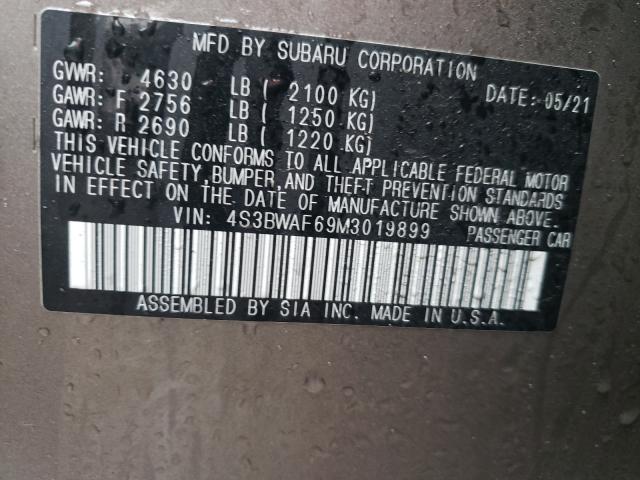 MFD BY SUBARU CORPORATION
GVWR: 4630 LB ( 2100 KG) DATE: 05/21
GAWR: F 2756 LB ( 1250 KG)
GAWR: R 2690 LB ( 1220 KG)
THIS VEHICLE CONFORMS TO ALL APPLICABLE FEDERAL MOTOR
VEHICLE SAFETY, BUMPER, AND THEFT PREVENTION STANDARDS
IN EFFECT ON THE DATE OF MANUFACTURE SHOWN ABOVE.
VIN: 4S3BWAF69M3019899 PASSENGER CAR
ASSEMBLED BY SIA INC. MADE IN U.S.A.